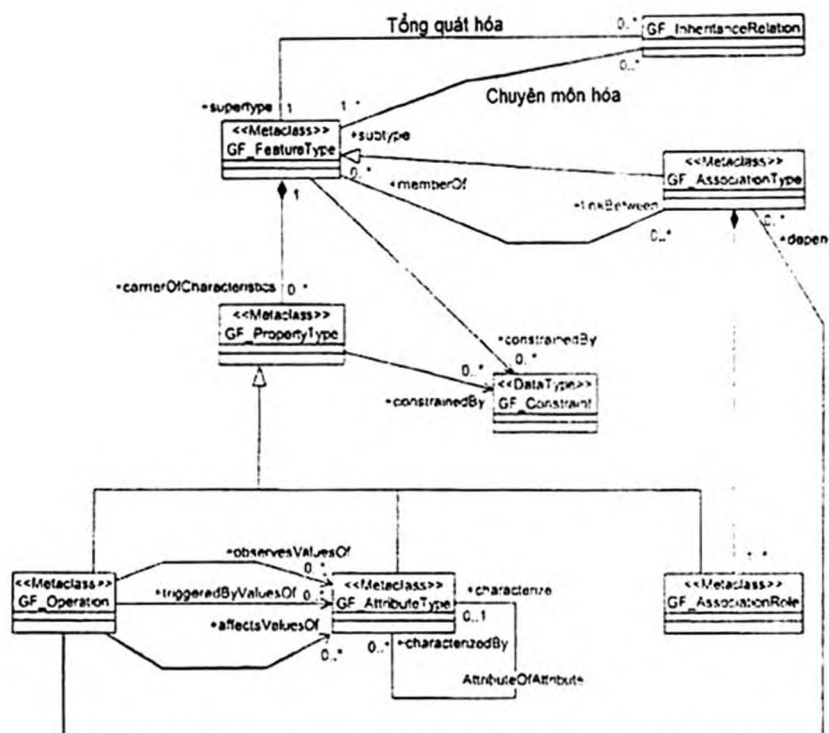 Tổng quát hóa
0..*
GF_InheritanceRelation
0..*
Chuyên môn hóa
+supertype 1
1..*
<<Metaclass>>
GF_FeatureType
+subtype
<<Metaclass>>
GF_AssociationType
0..*
+memberOf
+linkBetween
0..*
0..*
+depen
1
+carrierOfCharacteristics
0..*
<<Metaclass>>
GF_PropertyType
+constrainedBy
0..*
0..*
+constrainedBy
<<DataType>>
GF_Constraint
<<Metaclass>>
GF_Operation
+observesValuesOf
0..*
+triggeredByValuesOf
0..*
+affectsValuesOf
0..*
<<Metaclass>>
GF_AttributeType
+characterize
0..1
0..*
+characterizedBy
AttributeOfAttribute
<<Metaclass>>
GF_AssociationRole